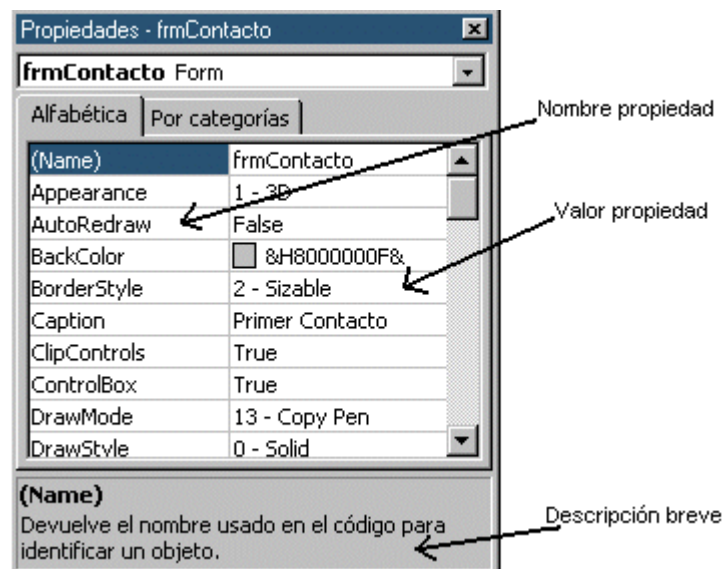 Propiedades - frmContacto
frmContacto Form
Alfabética Por categorías
Nombre propiedad
(Name) frmContacto
Appearance 1 - 3D
AutoRedraw False
Valor propiedad
BackColor &H8000000F&
BorderStyle 2 - Sizable
Caption Primer Contacto
ClipControls True
ControlBox True
DrawMode 13 - Copy Pen
DrawStyle 0 - Solid
(Name)
Devuelve el nombre usado en el código para
identificar un objeto.
Descripción breve